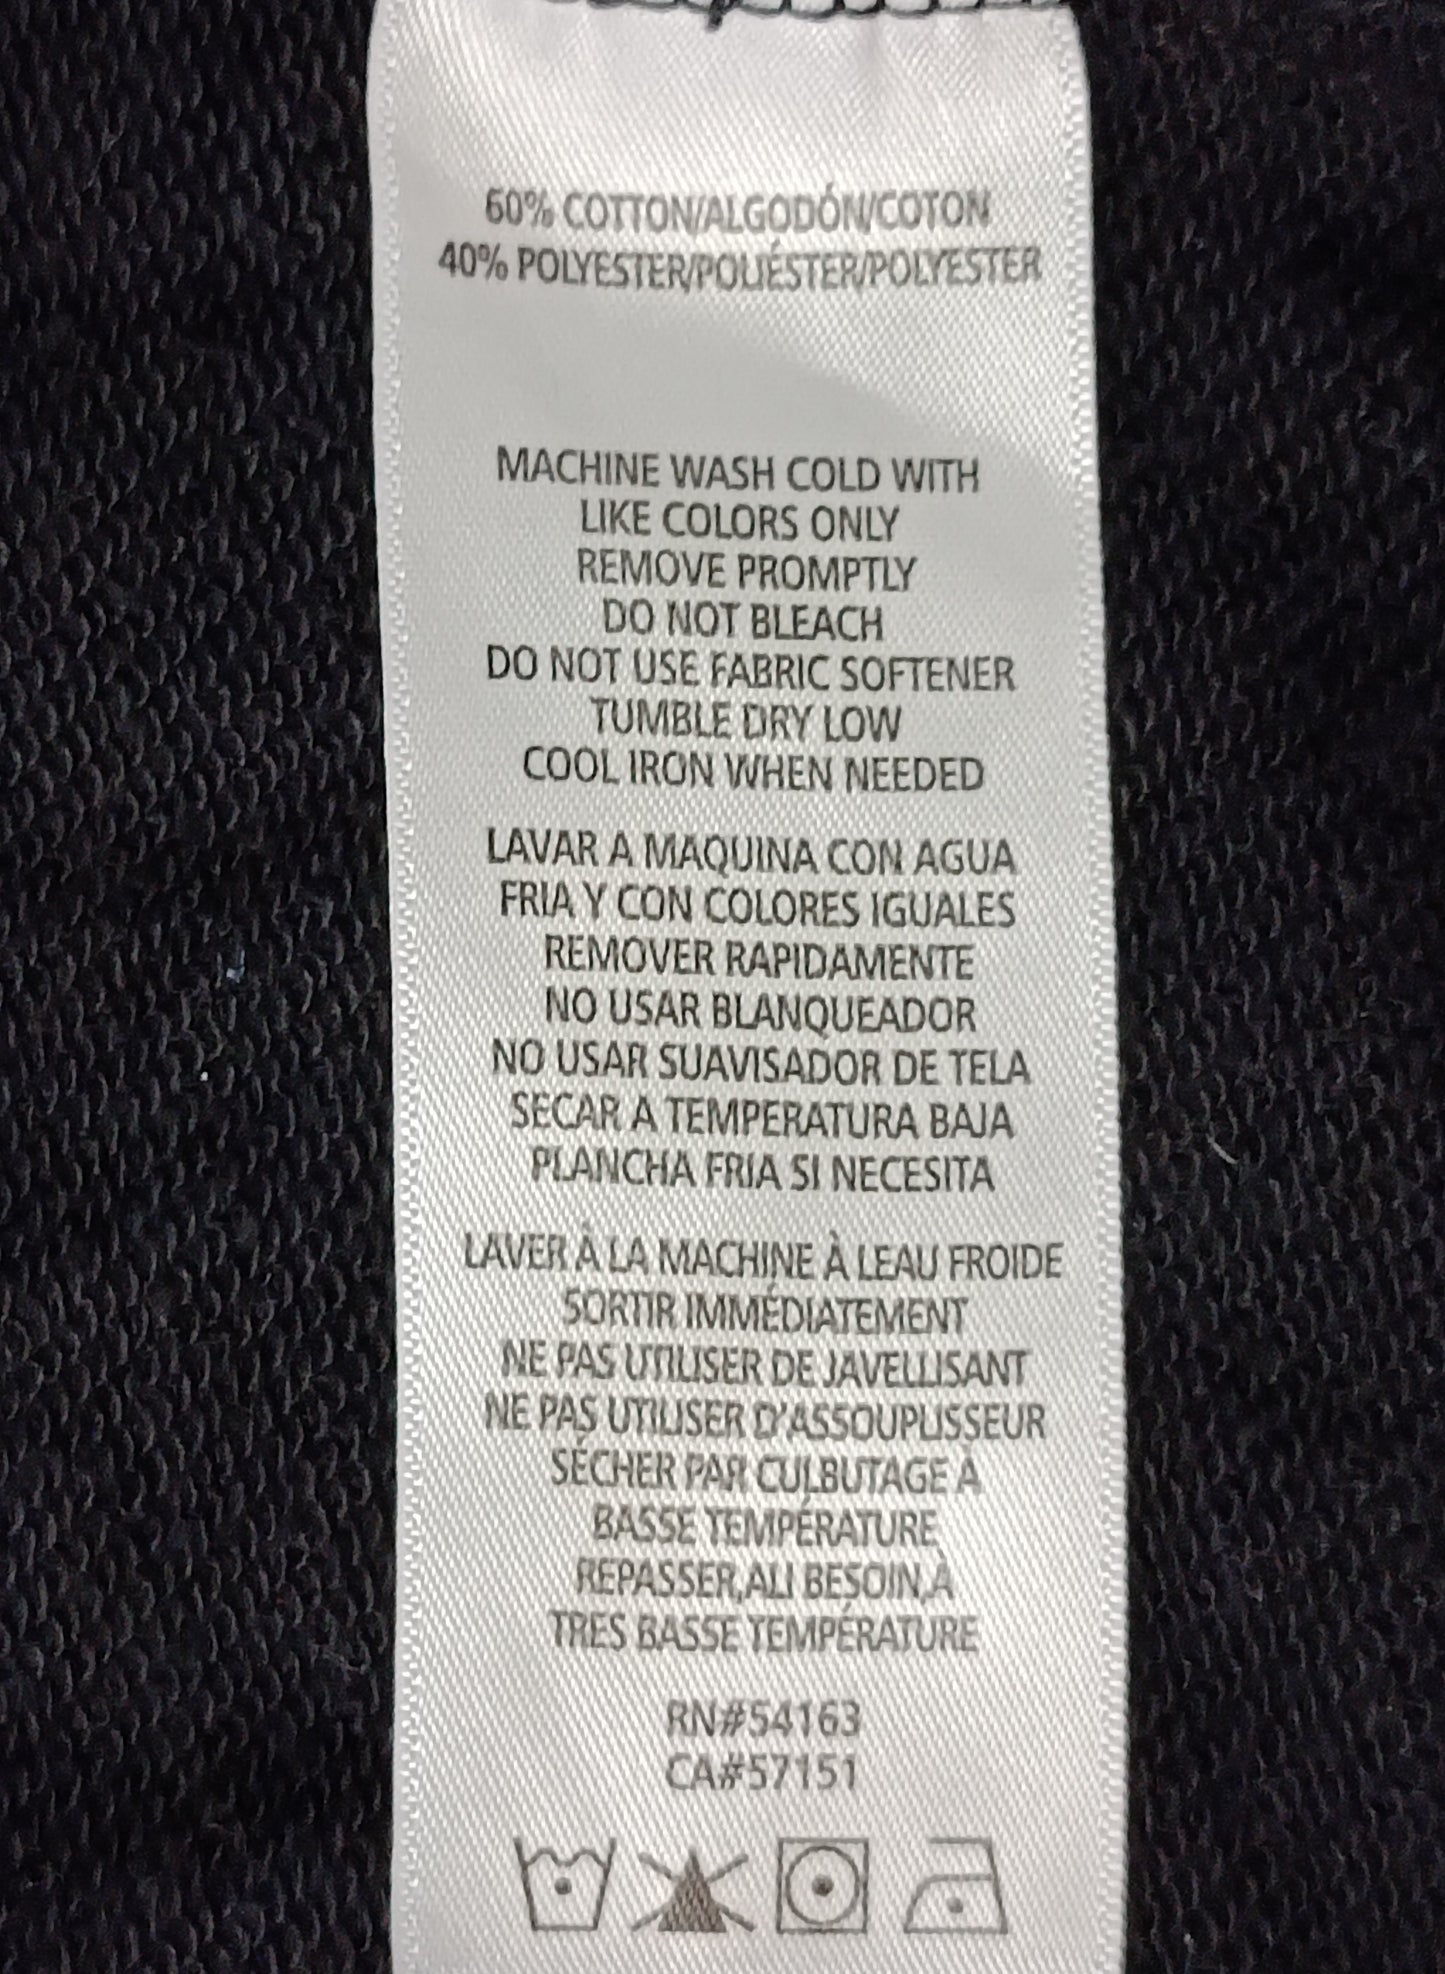 60% COTTON/ALGODÓN/COTON
40% POLYESTER/POLIÉSTER/POLYESTER
MACHINE WASH COLD WITH
LIKE COLORS ONLY
REMOVE PROMPTLY
DO NOT BLEACH
DO NOT USE FABRIC SOFTENER
TUMBLE DRY LOW
COOL IRON WHEN NEEDED
LAVAR A MAQUINA CON AGUA
FRIA Y CON COLORES IGUALES
REMOVER RAPIDAMENTE
NO USAR BLANQUEADOR
NO USAR SUAVISADOR DE TELA
SECAR A TEMPERATURA BAJA
PLANCHA FRIA SI NECESITA
LAVER À LA MACHINE À LEAU FROIDE
SORTIR IMMÉDIATEMENT
NE PAS UTILISER DE JAVELLISANT
NE PAS UTILISER D'ASSOUPLISSEUR
SÉCHER PAR CULBUTAGE À
BASSE TEMPÉRATURE
REPASSER,ALI BESOIN,À
TRES BASSE TEMPÉRATURE
RN#54163
CA#57151